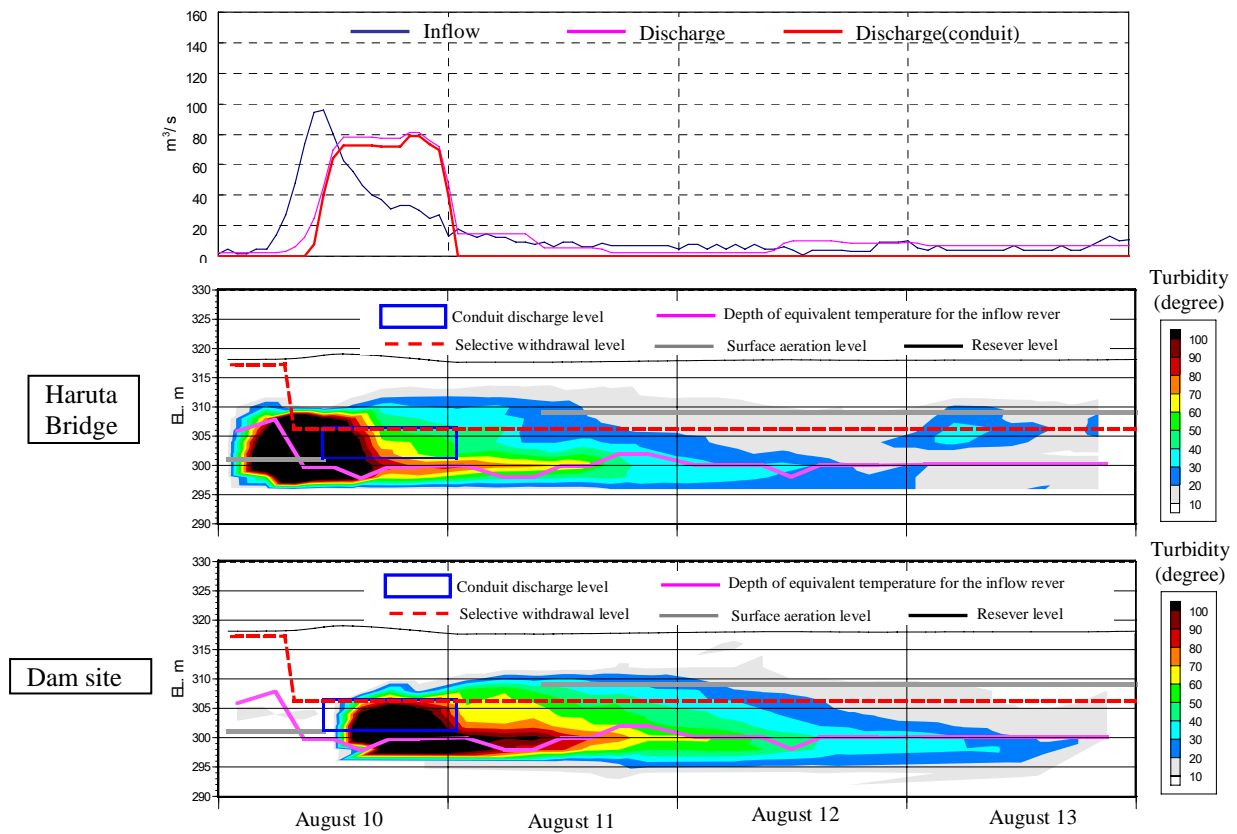 160
Inflow
Discharge
Discharge(conduit)
140
120
100
80
60
40
20
0
m³/s
330
325
320
315
310
305
300
295
290
EL. m
Conduit discharge level
Depth of equivalent temperature for the inflow rever
Selective withdrawal level
Surface aeration level
Resever level
Haruta
Bridge
Turbidity
(degree)
100
90
80
70
60
50
40
30
20
10
330
325
320
315
310
305
300
295
290
EL. m
Conduit discharge level
Depth of equivalent temperature for the inflow rever
Selective withdrawal level
Surface aeration level
Resever level
Dam site
Turbidity
(degree)
100
90
80
70
60
50
40
30
20
10
August 10
August 11
August 12
August 13